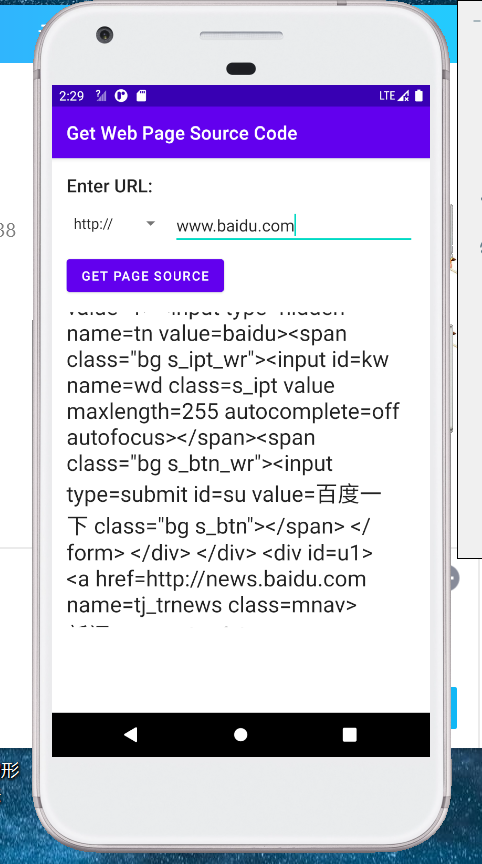 38
2:29
LTE
Get Web Page Source Code
Enter URL:
http://
www.baidu.com
GET PAGE SOURCE
name=tn value=baidu><span
class="bg s_ipt_wr"><input id=kw
name=wd class=s_ipt value
maxlength=255 autocomplete=off
autofocus></span><span
class="bg s_btn_wr"><input
type=submit id=su value=百度一
下 class="bg s_btn"></span> </
form> </div> </div> <div id=u1>
<a href=http://news.baidu.com
name=tj_trnews class=mnav>
形